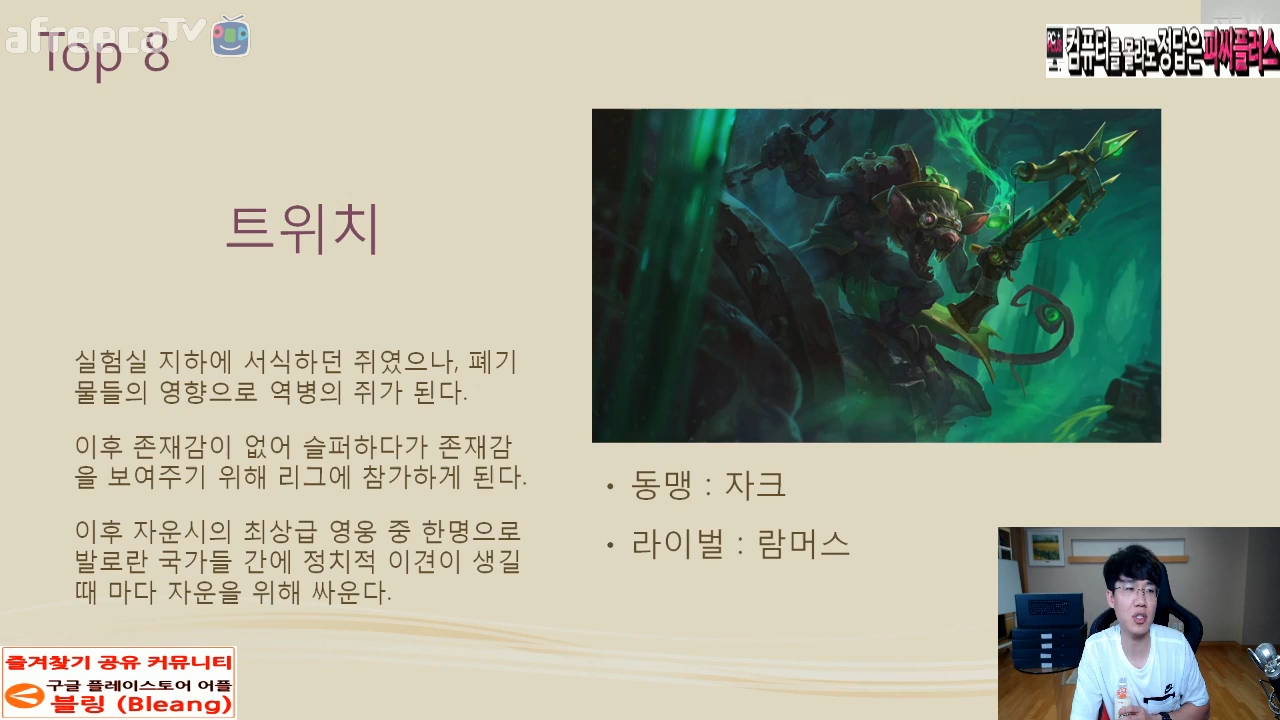 afreecaTV
Top 8
컴퓨터를 몰라도 정답은 피씨플러스
트위치
실험실 지하에 서식하던 쥐였으나, 폐기
물들의 영향으로 역병의 쥐가 된다.
이후 존재감이 없어 슬퍼하다가 존재감
을 보여주기 위해 리그에 참가하게 된다.
이후 자운시의 최상급 영웅 중 한명으로
발로란 국가들 간에 정치적 이견이 생길
때 마다 자운을 위해 싸운다.
• 동맹 : 자크
• 라이벌 : 람머스
즐겨찾기 공유 커뮤니티
구글 플레이스토어 어플
블링 (Bleang)